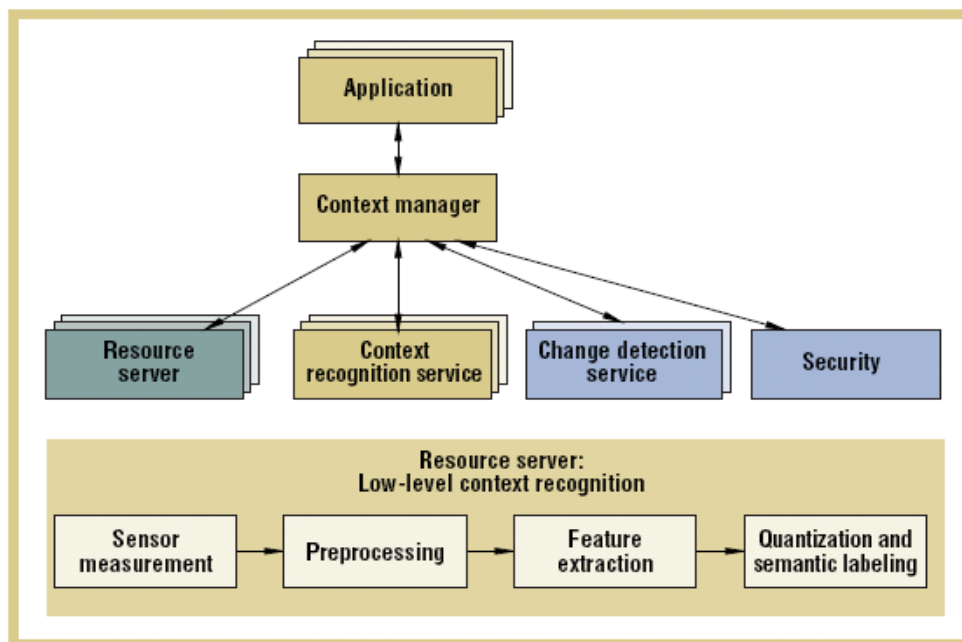 Application
Context manager
Resource
server
Context
recognition service
Change detection
service
Security
Resource server:
Low-level context recognition
Sensor
measurement
Preprocessing
Feature
extraction
Quantization and
semantic labeling